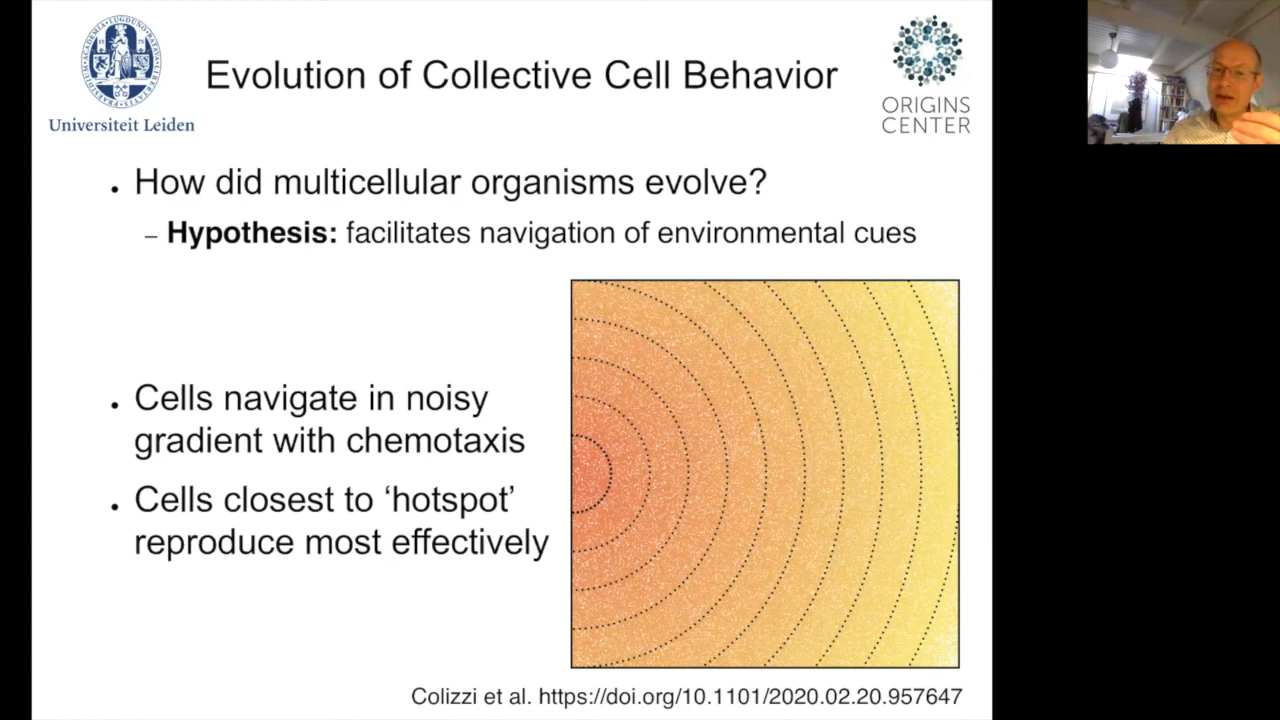 Evolution of Collective Cell Behavior
Universiteit Leiden
ORIGINS
CENTER
• How did multicellular organisms evolve?
– Hypothesis: facilitates navigation of environmental cues
• Cells navigate in noisy
gradient with chemotaxis
• Cells closest to ‘hotspot’
reproduce most effectively
Colizzi et al. https://doi.org/10.1101/2020.02.20.957647